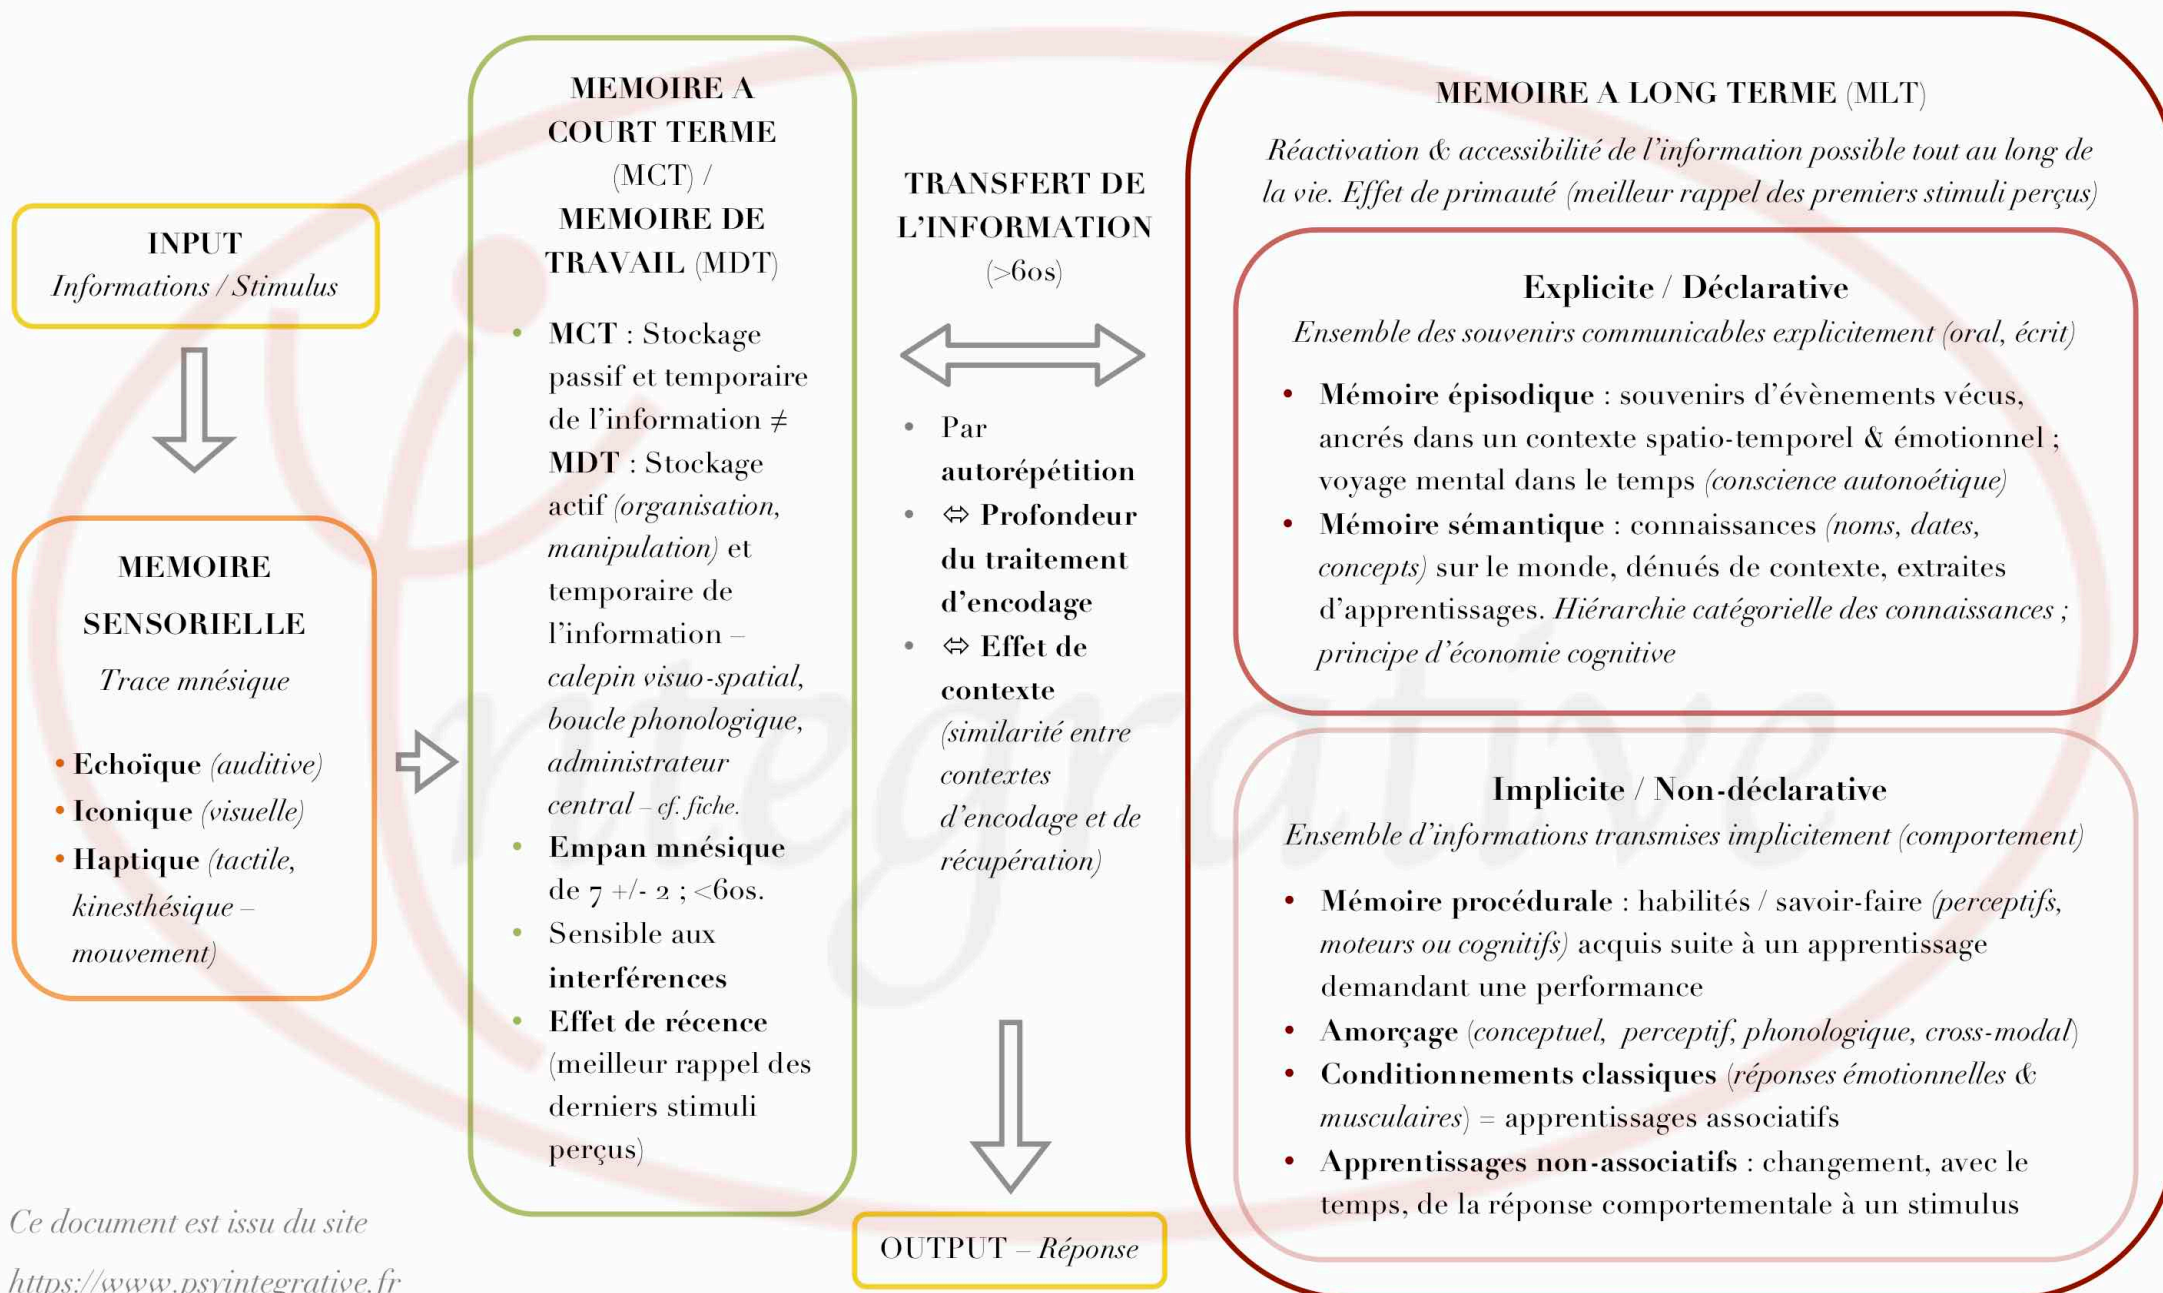 INPUT
Informations / Stimulus
MEMOIRE
SENSORIELLE
Trace mnésique
• Echoïque (auditive)
• Iconique (visuelle)
• Haptique (tactile,
kinesthésique –
mouvement)
MEMOIRE A
COURT TERME
(MCT) /
MEMOIRE DE
TRAVAIL (MDT)
• MCT : Stockage
passif et temporaire
de l’information ≠
MDT : Stockage
actif (organisation,
manipulation) et
temporaire de
l’information –
calepin visuo-spatial,
boucle phonologique,
administrateur
central – cf. fiche.
• Empan mnésique
de 7 +/- 2 ; <60s.
• Sensible aux
interférences
• Effet de récence
(meilleur rappel des
derniers stimuli
perçus)
TRANSFERT DE
L’INFORMATION
(>60s)
• Par
autorépétition
• ⬄ Profondeur
du traitement
d’encodage
• ⬄ Effet de
contexte
(similarité entre
contextes
d’encodage et de
récupération)
OUTPUT – Réponse
MEMOIRE A LONG TERME (MLT)
Réactivation & accessibilité de l’information possible tout au long de
la vie. Effet de primauté (meilleur rappel des premiers stimuli perçus)
Explicite / Déclarative
Ensemble des souvenirs communicables explicitement (oral, écrit)
• Mémoire épisodique : souvenirs d’évènements vécus,
ancrés dans un contexte spatio-temporel & émotionnel ;
voyage mental dans le temps (conscience autonoétique)
• Mémoire sémantique : connaissances (noms, dates,
concepts) sur le monde, dénués de contexte, extraites
d’apprentissages. Hiérarchie catégorielle des connaissances ;
principe d’économie cognitive
Implicite / Non-déclarative
Ensemble d’informations transmises implicitement (comportement)
• Mémoire procédurale : habilités / savoir-faire (perceptifs,
moteurs ou cognitifs) acquis suite à un apprentissage
demandant une performance
• Amorçage (conceptuel, perceptif, phonologique, cross-modal)
• Conditionnements classiques (réponses émotionnelles &
musculaires) = apprentissages associatifs
• Apprentissages non-associatifs : changement, avec le
temps, de la réponse comportementale à un stimulus
Ce document est issu du site
https://www.psyintegrative.fr
ntegrative